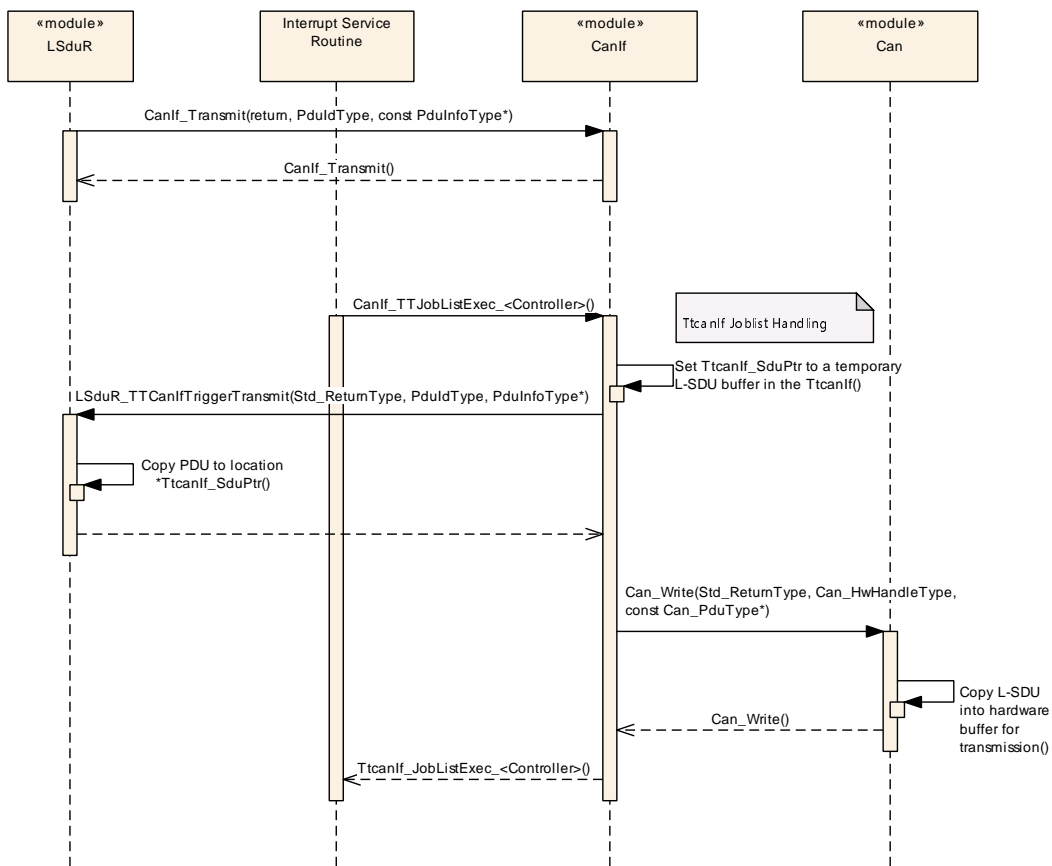 «module»
LSduR
Interrupt Service
Routine
«module»
CanIf
«module»
Can
CanIf_Transmit(return, PduIdType, const PduInfoType*)
CanIf_Transmit()
CanIf_TTJobListExec_<Controller>()
TtcanIf Joblist Handling
Set TtcanIf_SduPtr to a temporary
L-SDU buffer in the TtcanIf()
LSduR_TTCanIfTriggerTransmit(Std_ReturnType, PduIdType, PduInfoType*)
Copy PDU to location
*TtcanIf_SduPtr()
Can_Write(Std_ReturnType, Can_HwHandleType,
const Can_PduType*)
Copy L-SDU
into hardware
buffer for
transmission()
Can_Write()
TtcanIf_JobListExec_<Controller>()